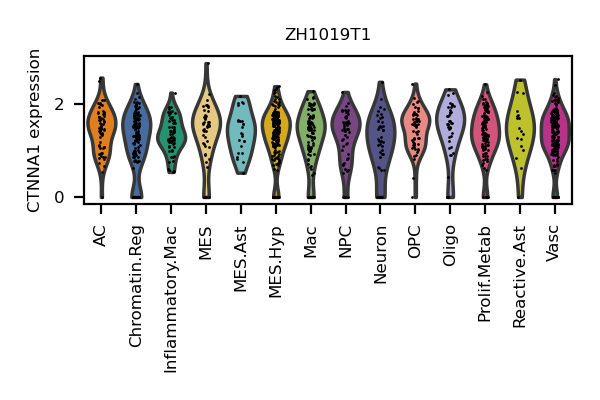 ZH1019T1
CTNNA1 expression
2
0
AC
Chromatin.Reg
Inflammatory.Mac
MES
MES.Ast
MES.Hyp
Mac
NPC
Neuron
OPC
Oligo
Prolif.Metab
Reactive.Ast
Vasc